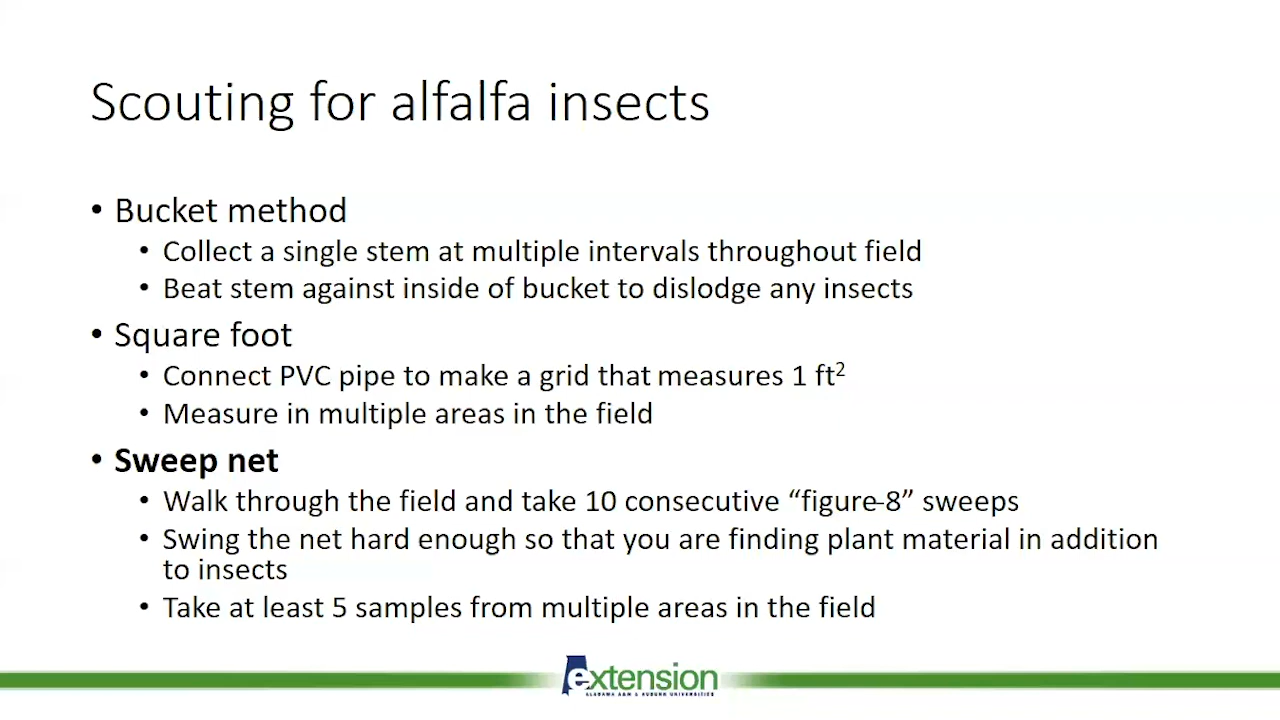 Scouting for alfalfa insects
• Bucket method
• Collect a single stem at multiple intervals throughout field
• Beat stem against inside of bucket to dislodge any insects
• Square foot
• Connect PVC pipe to make a grid that measures 1 ft²
• Measure in multiple areas in the field
• Sweep net
• Walk through the field and take 10 consecutive “figure-8” sweeps
• Swing the net hard enough so that you are finding plant material in addition
to insects
• Take at least 5 samples from multiple areas in the field
extension
ALABAMA A&M & AUBURN UNIVERSITIES